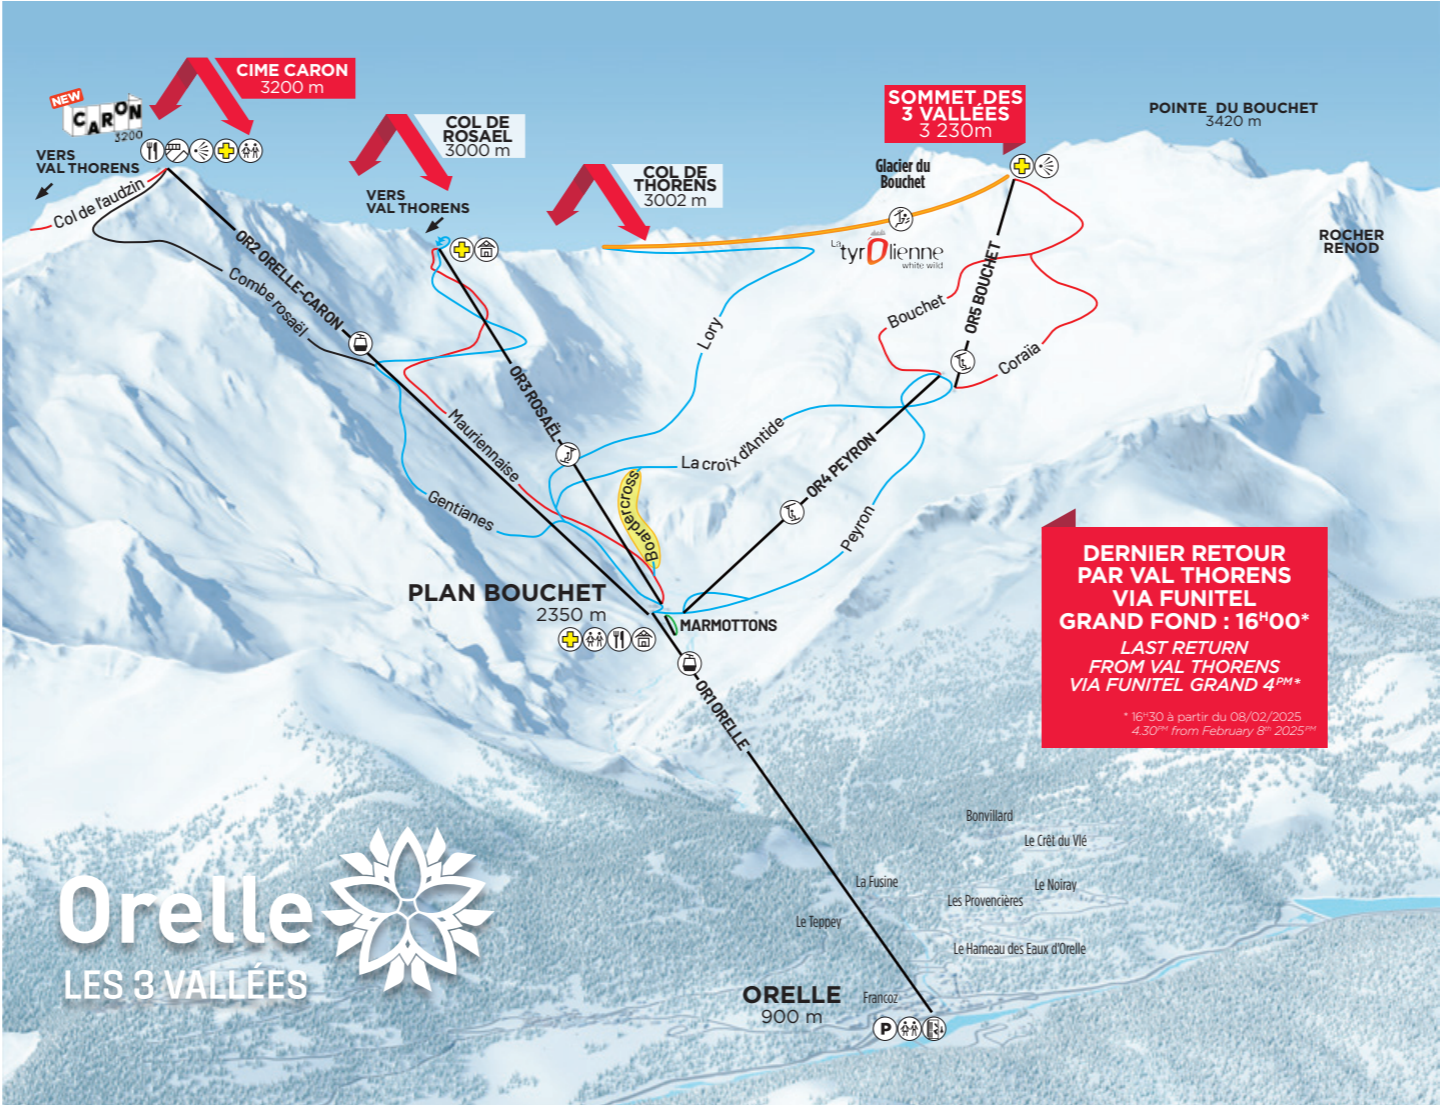 CIME CARON
3200 m
NEW
CARON
3200
VERS
VAL THORENS
COL DE
ROSAEL
3000 m
VERS
VAL THORENS
COL DE
THORENS
3002 m
SOMMET DES
3 VALLÉES
3 230m
POINTE DU BOUCHET
3420 m
Glacier du
Bouchet
La
tyrOlienne
white wild
ROCHER
RENOD
Col de l'audzin
OR2 ORELLE-CARON
Combe rosaël
OR3 ROSAËL
Mauriennaise
Gentianes
Lory
La croix d'Antide
Boardercross
OR4 PEYRON
Peyron
Bouchet
OR5 BOUCHET
Coraïa
PLAN BOUCHET
2350 m
MARMOTTONS
OR1 ORELLE
DERNIER RETOUR
PAR VAL THORENS
VIA FUNITEL
GRAND FOND : 16H00*
LAST RETURN
FROM VAL THORENS
VIA FUNITEL GRAND 4PM*
* 16H30 à partir du 08/02/2025
4.30PM from February 8th 2025PM
Bonvillard
Le Crêt du Vlé
La Fusine
Le Noiray
Les Provencières
Le Teppey
Le Hameau des Eaux d'Orelle
Orelle
LES 3 VALLÉES
ORELLE
900 m
Francoz
P